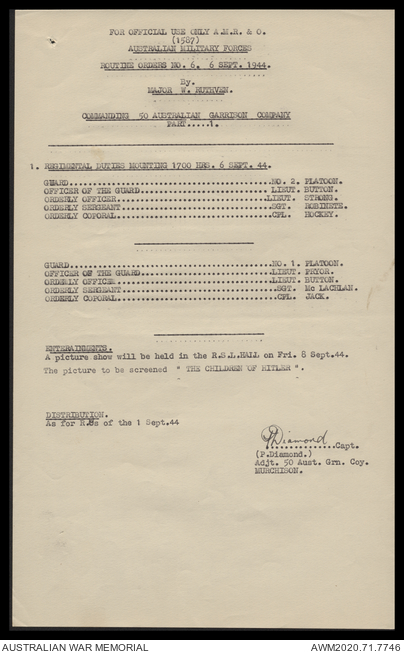 FOR OFFICIAL USE ONLY A.M.R. & O.
(1587)
AUSTRALIAN MILITARY FORCES
ROUTINE ORDERS NO. 6. 6 SEPT. 1944.
By.
MAJOR W. RUTHVEN.
COMMANDING 50 AUSTRALIAN GARRISON COMPANY
PART.....1.
1. REGIMENTAL DUTIES MOUNTING 1700 HRS. 6 SEPT. 44.
GUARD..........................................NO. 2. PLATOON.
OFFICER OF THE GUARD...........................LIEUT. BUTTON.
ORDERLY OFFICER................................LIEUT. STRONG.
ORDERLY SERGEANT...............................SGT. ROBINETE.
ORDERLY COPORAL................................CPL. HOCKEY.
GUARD..........................................NO. 1. PLATOON.
OFFICER OF THE GUARD...........................LIEUT. PRYOR.
ORDERLY OFFICER................................LIEUT. BUTTON.
ORDERLY SERGEANT...............................SGT. Mc LACHLAN.
ORDERLY COPORAL................................CPL. JACK.
ENTERAINMENTS.
A picture show will be held in the R.S.L.HALL on Fri. 8 Sept.44.
The picture to be screened " THE CHILDREN OF HITLER ".
DISTRIBUTION.
As for R.Os of the 1 Sept.44
PDiamond
..............Capt.
(P.Diamond.)
Adjt. 50 Aust. Grn. Coy.
MURCHISON.
AUSTRALIAN WAR MEMORIAL AWM2020.71.7746